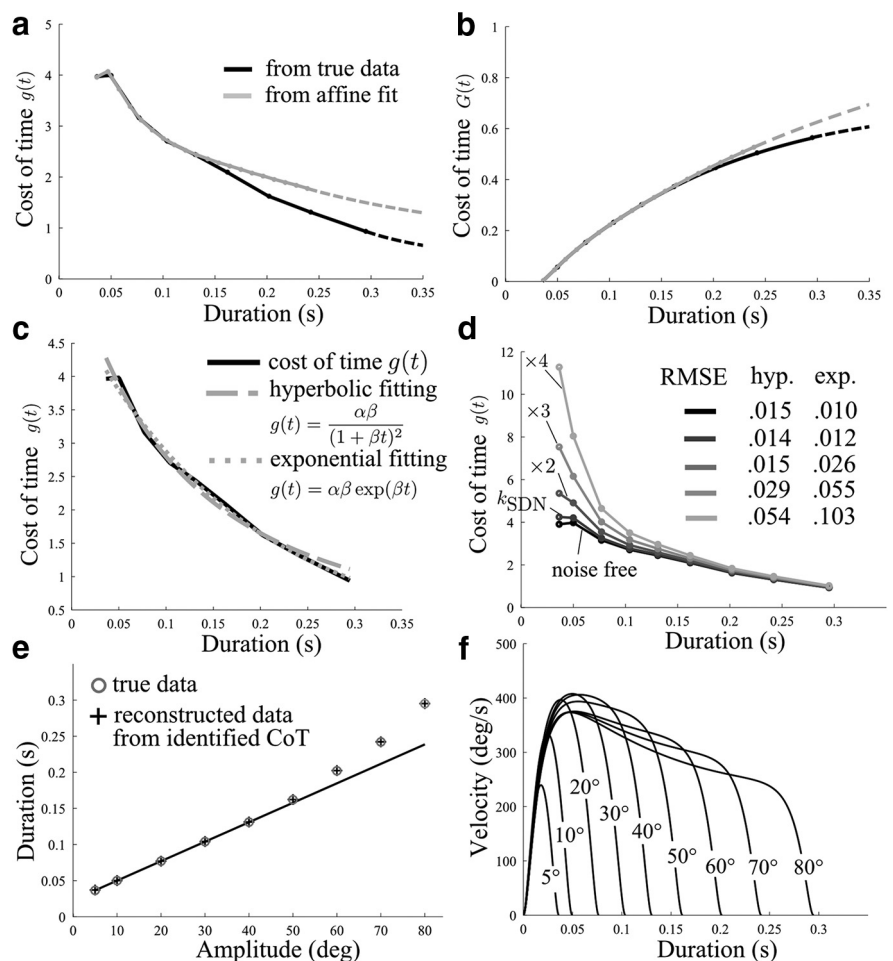 a
Cost of time g(t)
5
4
3
2
1
0
from true data
from affine fit
0 0.05 0.1 0.15 0.2 0.25 0.3 0.35
Duration (s)
b
Cost of time G(t)
1
0.8
0.6
0.4
0.2
0
0 0.05 0.1 0.15 0.2 0.25 0.30 0.35
Duration (s)
c
Cost of time g(t)
4.5
4
3.5
3
2.5
2
1.5
1
0.5
cost of time g(t)
hyperbolic fitting
g(t) = αβ / (1 + βt)²
exponential fitting
g(t) = αβ exp(βt)
0 0.05 0.1 0.15 0.2 0.25 0.3 0.35
Duration (s)
d
Cost of time g(t)
12
10
8
6
4
2
0
×4
×3
×2
kSDN
noise free
RMSE hyp. exp.
.015 .010
.014 .012
.015 .026
.029 .055
.054 .103
0 0.05 0.1 0.15 0.2 0.25 0.3
Duration (s)
e
Duration (s)
0.3
0.25
0.2
0.15
0.1
0.05
0
true data
reconstructed data
from identified CoT
0 10 20 30 40 50 60 70 80
Amplitude (deg)
f
Velocity (deg/s)
500
400
300
200
100
0
5°
10°
20°
30°
40°
50°
60°
70°
80°
0 0.05 0.1 0.15 0.2 0.25 0.3
Duration (s)